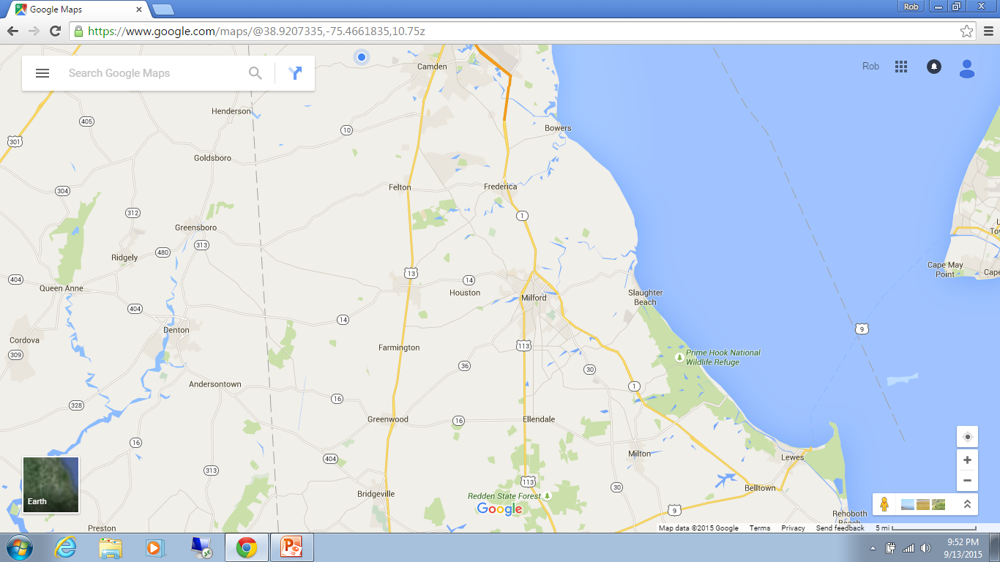 Google Maps
Rob
https://www.google.com/maps/@38.9207335,-75.4661835,10.75z
Search Google Maps
Rob
Camden
Henderson
405
10
Bowers
301
Goldsboro
Felton
Frederica
304
312
1
Greensboro
313
480
Ridgely
Cape May
Point
13
14
404
Queen Anne
Houston
Milford
Slaughter
Beach
404
14
9
Denton
Cordova
309
Farmington
113
Prime Hook National
Wildlife Refuge
36
30
Andersontown
1
328
16
Greenwood
16
Ellendale
16
Milton
Lewes
404
313
113
30
Belltown
Bridgeville
Redden State Forest
Earth
Google
9
Rehoboth
Preston
Map data ©2015 Google
Terms
Privacy
Send feedback
5 mi
9:52 PM
9/13/2015